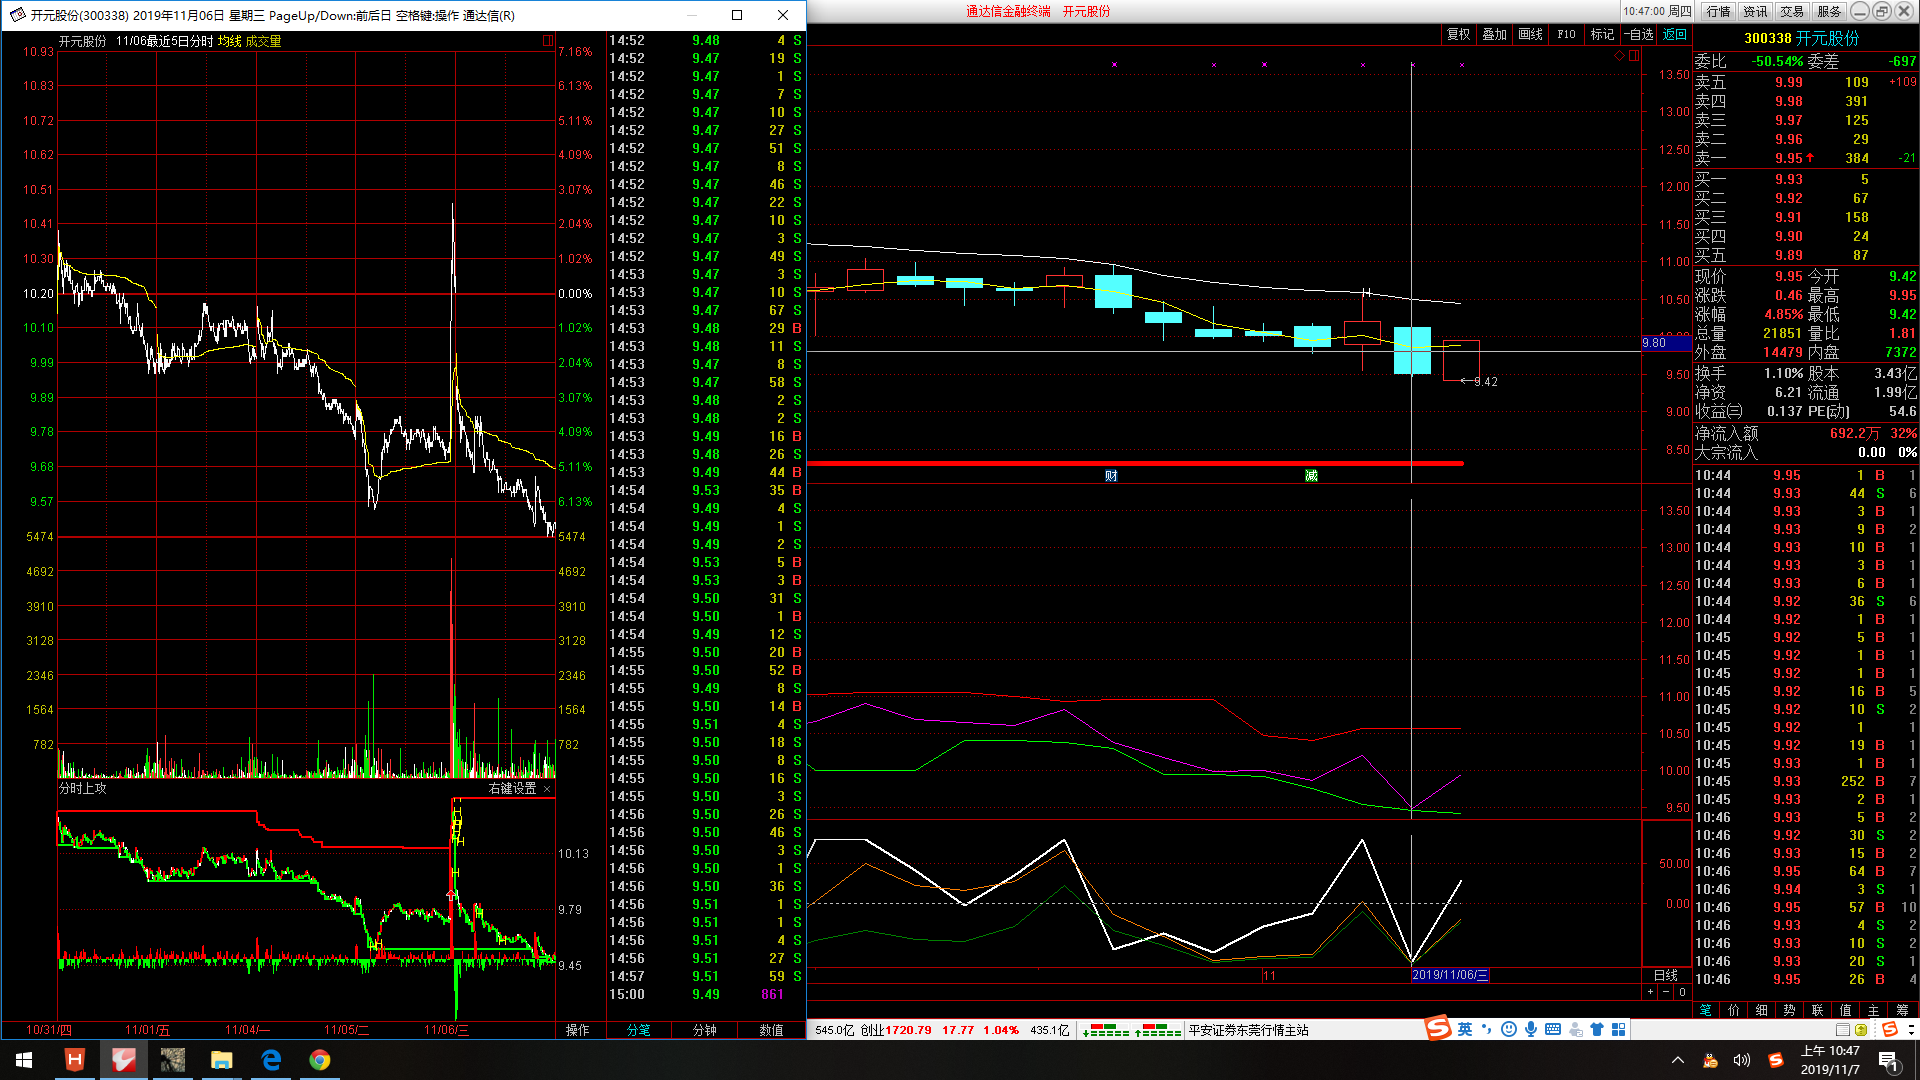 开元股份(300338) 2019年11月06日 星期三 PageUp/Down:前后日 空格键:操作 通达信(R)
通达信金融终端 开元股份
10:47:00 周四 行情 资讯 交易 服务
开元股份 11/06最近5日分时 均线 成交量
复权 叠加 画线 F10 标记 -自选 返回
300338 开元股份
委比 -50.54% 委差 -697
卖五 9.99 109 +109
卖四 9.98 391
卖三 9.97 125
卖二 9.96 29
卖一 9.95 384 -21
买一 9.93 5
买二 9.92 67
买三 9.91 158
买四 9.90 24
买五 9.89 87
现价 9.95 今开 9.42
涨跌 0.46 最高 9.95
涨幅 4.85% 最低 9.42
总量 21851 量比 1.81
外盘 14479 内盘 7372
换手 1.10% 股本 3.43亿
净资 6.21 流通 1.99亿
收益㈢ 0.137 PE(动) 54.6
净流入额 692.2万 32%
大宗流入 0.00 0%
10:44 9.95 1 B 1
10:44 9.93 44 S 6
10:44 9.93 3 B 1
10:44 9.93 9 B 2
10:44 9.93 10 B 1
10:44 9.93 3 B 1
10:44 9.93 6 B 1
10:44 9.92 36 S 6
10:44 9.92 1 B 1
10:45 9.92 5 B 1
10:45 9.92 1 B 1
10:45 9.92 1 B 1
10:45 9.92 16 B 5
10:45 9.92 10 S 2
10:45 9.92 1 1
10:45 9.92 19 B 1
10:45 9.93 1 B 1
10:45 9.93 252 B 7
10:45 9.93 2 B 1
10:46 9.93 5 B 2
10:46 9.92 30 S 2
10:46 9.93 15 B 2
10:46 9.95 64 B 7
10:46 9.94 3 S 1
10:46 9.95 57 B 10
10:46 9.94 4 S 2
10:46 9.93 10 S 2
10:46 9.93 20 S 1
10:46 9.95 26 B 4
笔 价 细 势 联 值 主 筹
10.93 7.16%
10.83 6.13%
10.72 5.11%
10.62 4.09%
10.51 3.07%
10.41 2.04%
10.30 1.02%
10.20 0.00%
10.10 1.02%
9.99 2.04%
9.89 3.07%
9.78 4.09%
9.68 5.11%
9.57 6.13%
5474 5474
4692 4692
3910 3910
3128 3128
2346 2346
1564 1564
782 782
分时上攻 右键设置 ×
10.13
9.79
9.45
10/31/四 11/01/五 11/04/一 11/05/二 11/06/三 操作
14:52 9.48 4 S
14:52 9.47 19 S
14:52 9.47 1 S
14:52 9.47 7 S
14:52 9.47 10 S
14:52 9.47 27 S
14:52 9.47 51 S
14:52 9.47 8 S
14:52 9.47 46 S
14:52 9.47 22 S
14:52 9.47 10 S
14:52 9.47 3 S
14:52 9.47 49 S
14:53 9.47 3 S
14:53 9.47 10 S
14:53 9.47 67 S
14:53 9.48 29 B
14:53 9.48 11 S
14:53 9.47 8 S
14:53 9.47 58 S
14:53 9.48 2 S
14:53 9.48 2 S
14:53 9.49 16 B
14:53 9.48 26 S
14:53 9.49 44 B
14:54 9.53 35 B
14:54 9.49 4 S
14:54 9.49 1 S
14:54 9.49 2 S
14:54 9.53 5 B
14:54 9.53 3 B
14:54 9.50 31 S
14:54 9.50 1 B
14:54 9.49 12 S
14:55 9.50 20 B
14:55 9.50 52 B
14:55 9.49 8 S
14:55 9.50 14 B
14:55 9.51 4 S
14:55 9.50 18 S
14:55 9.50 8 S
14:55 9.50 16 S
14:55 9.50 3 S
14:56 9.50 26 S
14:56 9.50 46 S
14:56 9.50 3 S
14:56 9.50 1 S
14:56 9.50 36 S
14:56 9.51 1 S
14:56 9.51 1 S
14:56 9.51 4 S
14:56 9.51 27 S
14:57 9.51 59 S
15:00 9.49 861
分笔 分钟 数值
13.50
13.00
12.50
12.00
11.50
11.00
10.50
10.00
9.80
9.50
9.00
8.50
9.42
财 减
13.50
13.00
12.50
12.00
11.50
11.00
10.50
10.00
9.50
50.00
0.00
11 2019/11/06/三 日线
+ - 0
545.0亿 创业1720.79 17.77 1.04% 435.1亿 平安证券东莞行情主站
英
上午 10:47
2019/11/7
1